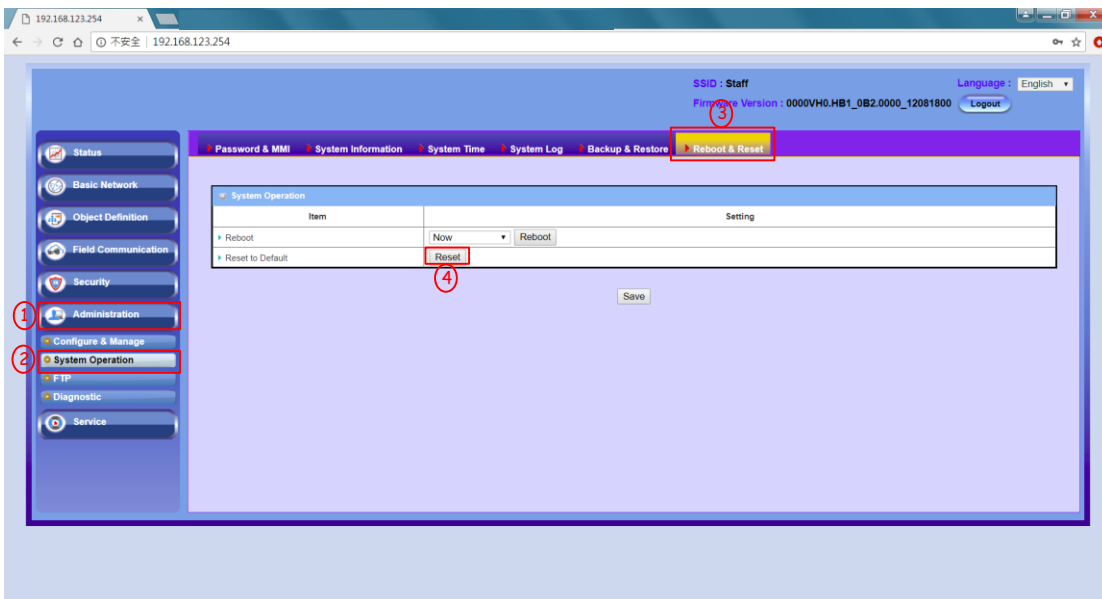 192.168.123.254
不安全 | 192.168.123.254
SSID : Staff
Language : English
Firmware Version : 0000VH0.HB1_0B2.0000_12081800
Logout
3
Status
Basic Network
Object Definition
Field Communication
Security
1
Administration
Configure & Manage
2
System Operation
FTP
Diagnostic
Service
Password & MMI
System Information
System Time
System Log
Backup & Restore
Reboot & Reset
System Operation
Item
Setting
Reboot
Now
Reboot
Reset to Default
Reset
4
Save